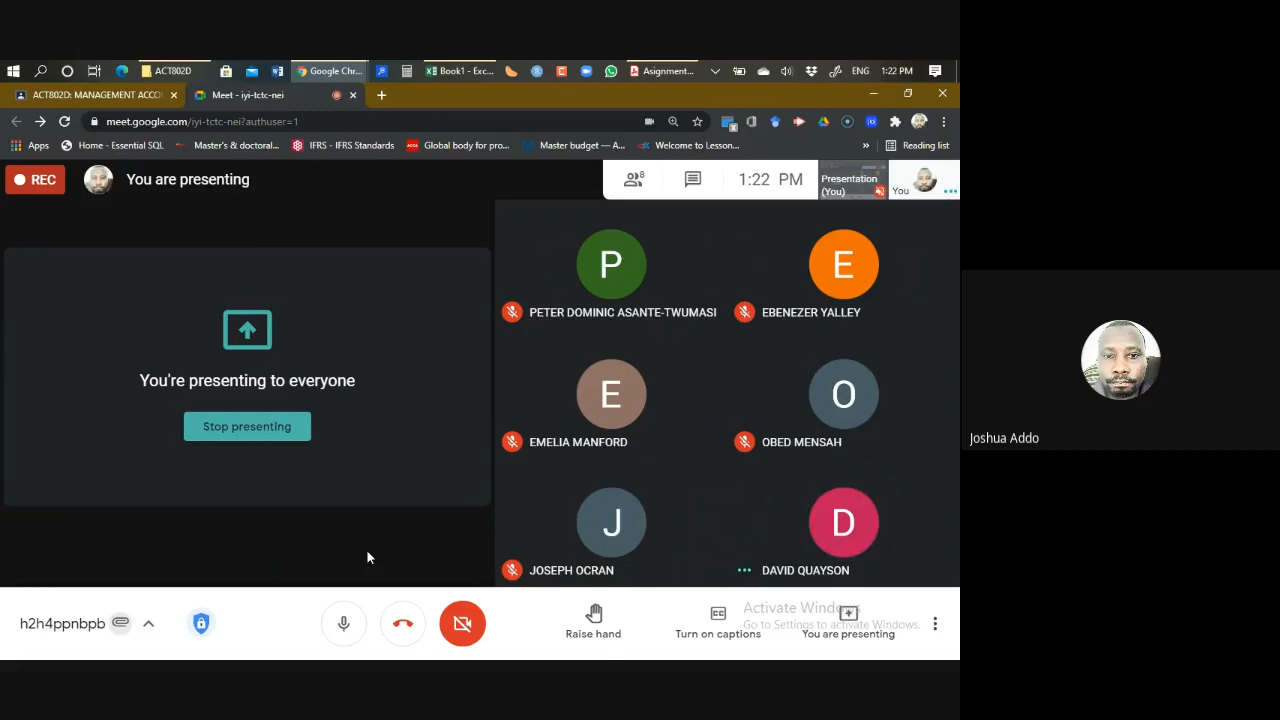 ACT802D
Google Chr...
Book1 - Exc...
Asignment...
ENG
1:22 PM
ACT802D: MANAGEMENT ACCO
Meet - iyi-tctc-nei
meet.google.com/iyi-tctc-nei?authuser=1
Apps
Home - Essential SQL
Master's & doctoral...
IFRS - IFRS Standards
Global body for pro...
Master budget — A...
Welcome to Lesson...
»
Reading list
REC
You are presenting
8
1:22 PM
Presentation
(You)
You
P
E
PETER DOMINIC ASANTE-TWUMASI
EBENEZER YALLEY
You're presenting to everyone
Stop presenting
E
O
EMELIA MANFORD
OBED MENSAH
Joshua Addo
J
D
JOSEPH OCRAN
DAVID QUAYSON
h2h4ppnbpb
Raise hand
Turn on captions
You are presenting
Activate Windows
Go to Settings to activate Windows.